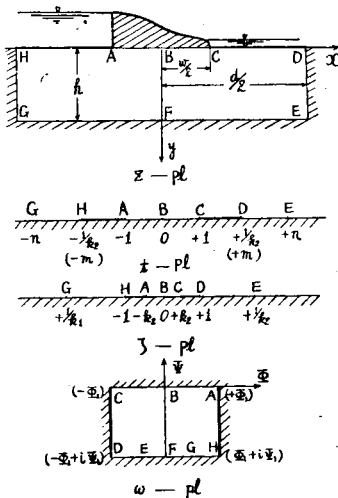 w/2
H A B C D x
d/2
h
G F E
y
z - pl
G H A B C D E
-n -1/k₂ -1 0 +1 +1/k₂ +n
(-m) (+m)
t - pl
G H A B C D E
+1/k₁ -1 -k₂ 0 +k₂ +1 +1/k₂
ζ - pl
Ψ
Φ
(-Φ₁) C B A (+Φ₁)
(-Φ₁+iΨ₁) D E F G H (Φ₁+iΨ₁)
ω - pl